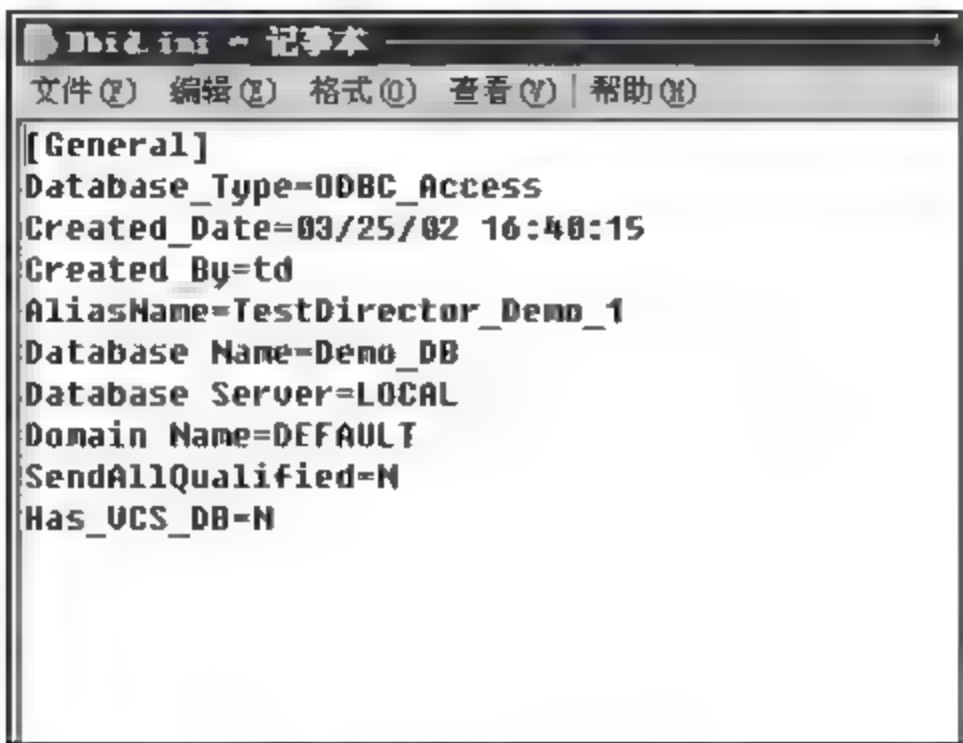 Dbid.ini - 记事本
文件(F) 编辑(E) 格式(O) 查看(V) 帮助(H)
[General]
Database_Type=ODBC_Access
Created_Date=03/25/02 16:40:15
Created_By=td
AliasName=TestDirector_Demo_1
Database Name=Demo_DB
Database Server=LOCAL
Domain Name=DEFAULT
SendAllQualified=N
Has_VCS_DB=N